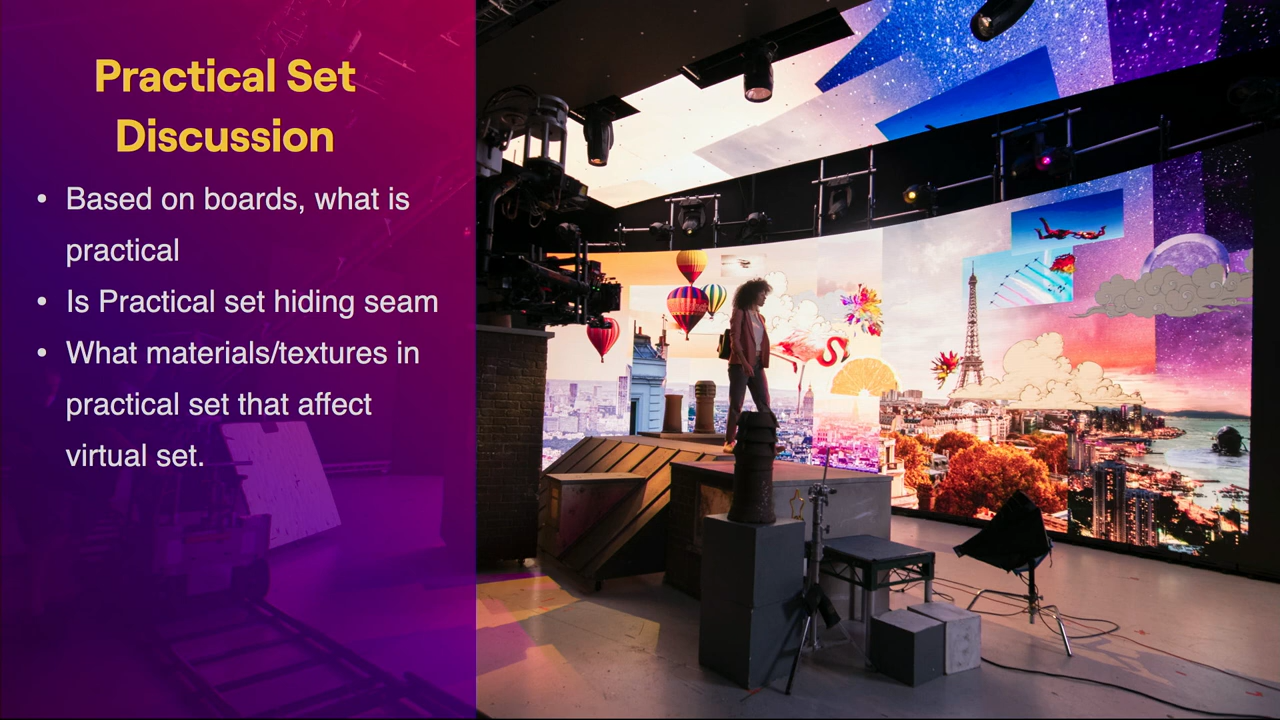 Practical Set
Discussion
• Based on boards, what is
practical
• Is Practical set hiding seam
• What materials/textures in
practical set that affect
virtual set.